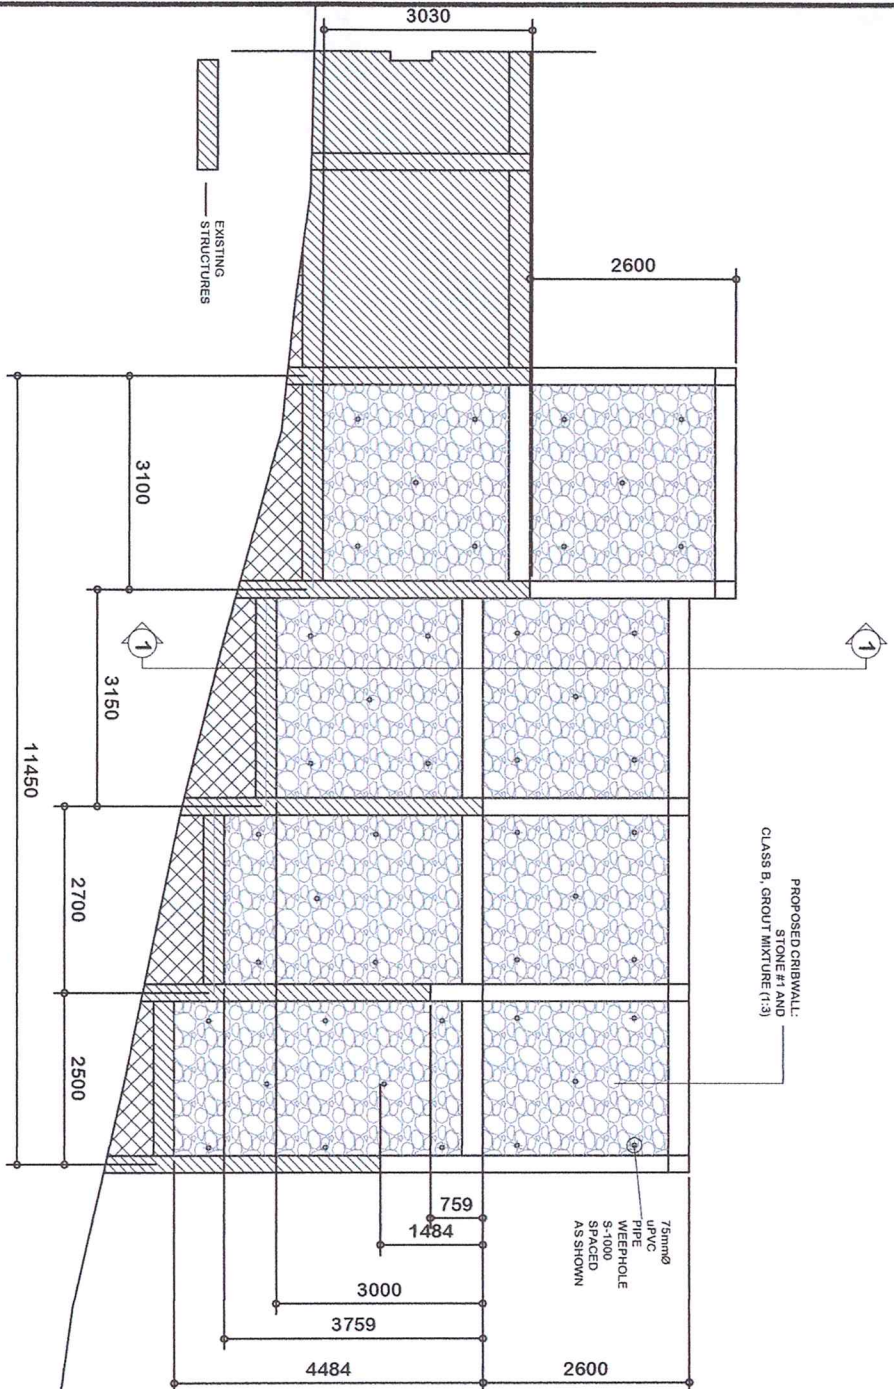 3030
EXISTING
STRUCTURES
2600
3100
3150
1
1
11450
2700
2500
PROPOSED CRIBWALL:
STONE #1 AND
CLASS B, GROUT MIXTURE (1:3)
75mmØ
uPVC
PIPE
WEEPHOLE
S-1000
SPACED
AS SHOWN
759
1484
3000
3759
4484
2600